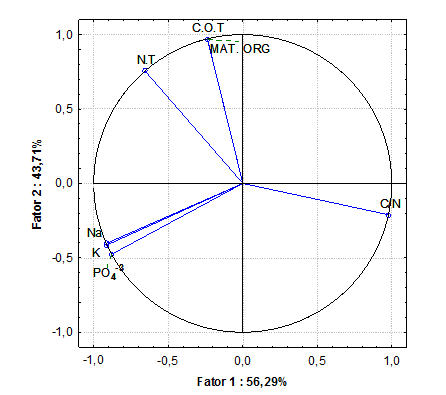 C.O.T
1,0
MAT. ORG
N.T
0,5
Fator 2 : 43,71%
0,0
C/N
Na
K
-0,5
PO4-3
-1,0
-1,0 -0,5 0,0 0,5 1,0
Fator 1 : 56,29%